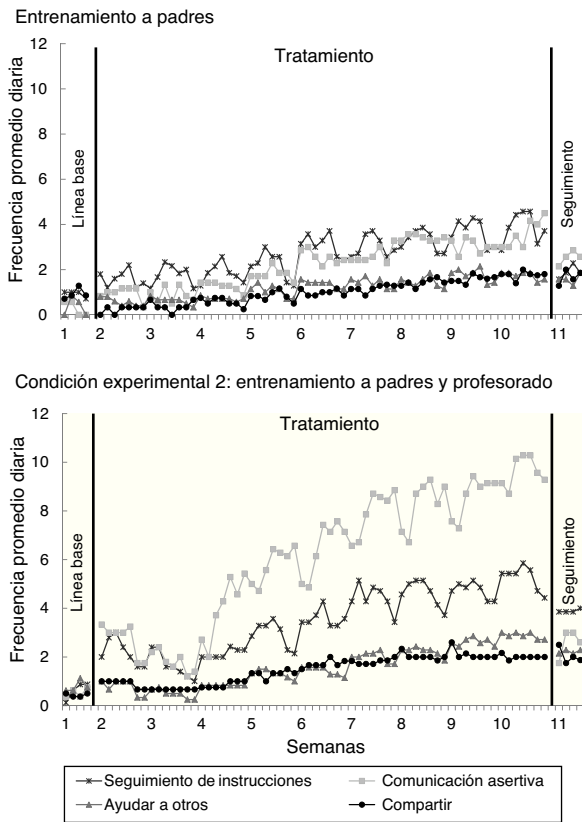 Entrenamiento a padres
12
10
8
6
4
2
0
Frecuencia promedio diaria
Línea base
Tratamiento
Seguimiento
1 2 3 4 5 6 7 8 9 10 11
Condición experimental 2: entrenamiento a padres y profesorado
12
10
8
6
4
2
0
Frecuencia promedio diaria
Línea base
Tratamiento
Seguimiento
1 2 3 4 5 6 7 8 9 10 11
Semanas
Seguimiento de instrucciones Comunicación asertiva
Ayudar a otros Compartir